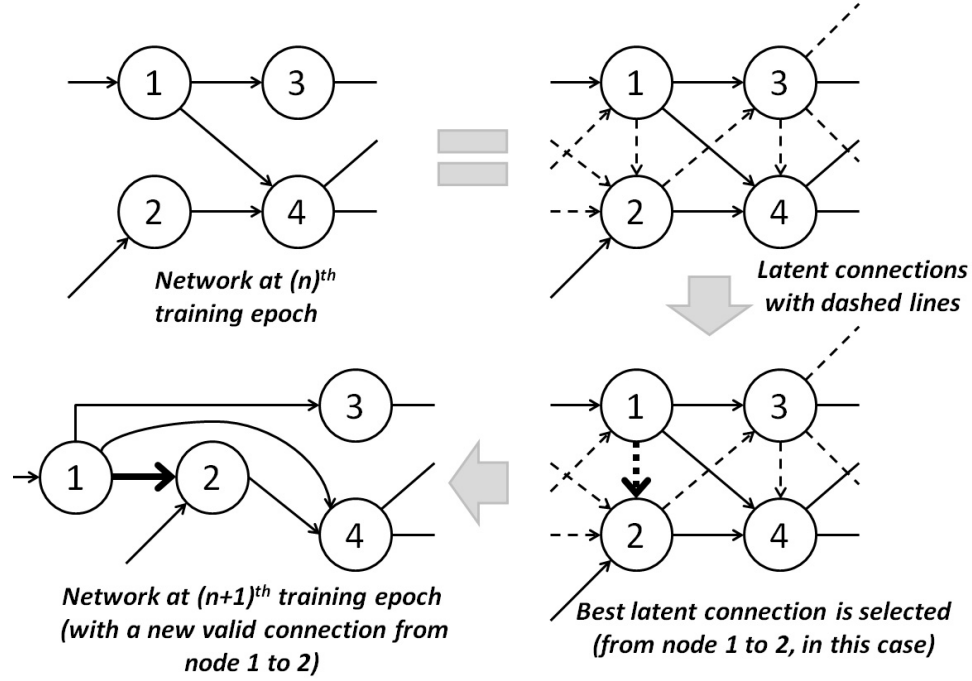 1
3
2
4
Network at (n)th
training epoch
1
3
2
4
Latent connections
with dashed lines
1
3
2
4
Best latent connection is selected
(from node 1 to 2, in this case)
3
1
2
4
Network at (n+1)th training epoch
(with a new valid connection from
node 1 to 2)